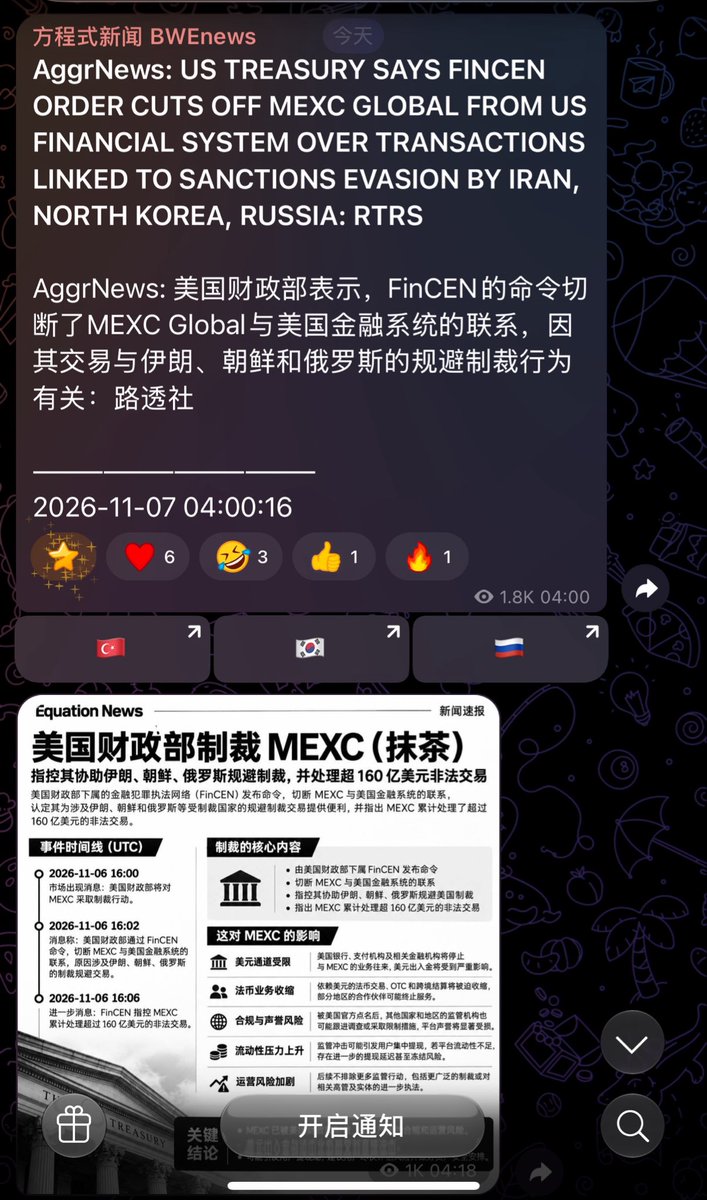 方程式新闻 BWEnews
今天
AggrNews: US TREASURY SAYS FINCEN
ORDER CUTS OFF MEXC GLOBAL FROM US
FINANCIAL SYSTEM OVER TRANSACTIONS
LINKED TO SANCTIONS EVASION BY IRAN,
NORTH KOREA, RUSSIA: RTRS
AggrNews: 美国财政部表示，FinCEN的命令切
断了MEXC Global与美国金融系统的联系，因
其交易与伊朗、朝鲜和俄罗斯的规避制裁行为
有关：路透社
2026-11-07 04:00:16
6 3 1 1
1.8K 04:00
Equation News 新闻速报
美国财政部制裁 MEXC（抹茶）
指控其协助伊朗、朝鲜、俄罗斯规避制裁，并处理超 160 亿美元非法交易
美国财政部下属的金融犯罪执法网络（FinCEN）发布命令，切断 MEXC 与美国金融系统的联系，
认定其为涉及伊朗、朝鲜和俄罗斯等受制裁国家的规避制裁交易提供便利，并指出 MEXC 累计处理了超过
160 亿美元的非法交易。
事件时间线（UTC）
2026-11-06 16:00
市场出现消息：美国财政部将对
MEXC 采取制裁行动。
2026-11-06 16:02
消息称：美国财政部通过 FinCEN
命令，切断 MEXC 与美国金融系统的
联系，原因涉及伊朗、朝鲜、俄罗斯
的制裁规避交易。
2026-11-06 16:06
进一步消息：FinCEN 指控 MEXC
累计处理超过 160 亿美元的非法交易。
制裁的核心内容
• 由美国财政部下属 FinCEN 发布命令
• 切断 MEXC 与美国金融系统的联系
• 指控其协助伊朗、朝鲜、俄罗斯规避美国制裁
• 指出 MEXC 累计处理超 160 亿美元的非法交易
这对 MEXC 的影响
美元通道受限
美国银行、支付机构及相关金融机构将停止
与 MEXC 的业务往来，美元出入金将受到严重影响。
法币业务收缩
依赖美元的法币交易、OTC 和跨境结算将被迫收缩，
部分地区的合作伙伴可能终止服务。
合规与声誉风险
被美国官方点名后，其他国家和地区的监管机构也
可能跟进调查或采取限制措施，平台声誉将显著受损。
流动性压力上升
监管冲击可能引发用户集中提现，若平台流动性不足，
存在进一步的提现延迟甚至冻结风险。
运营风险加剧
后续不排除更多监管行动，包括更广泛的制裁或对
相关高管及实体的进一步执法。
TREASURY
关键
结论
开启通知
1K 04:18